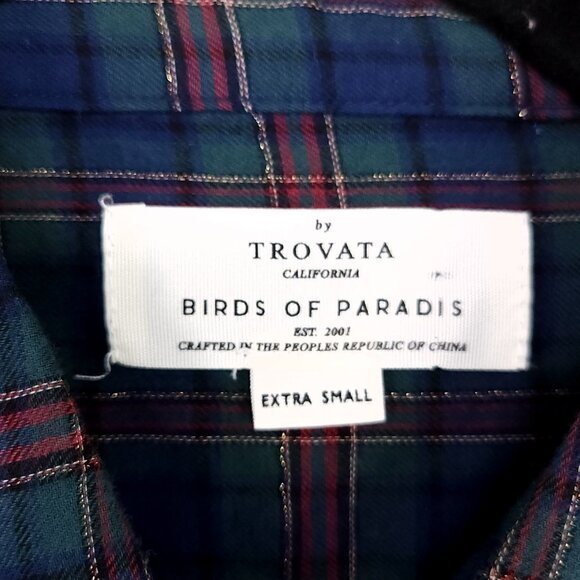 by
TROVATA
CALIFORNIA
BIRDS OF PARADIS
EST. 2001
CRAFTED IN THE PEOPLES REPUBLIC OF CHINA
EXTRA SMALL